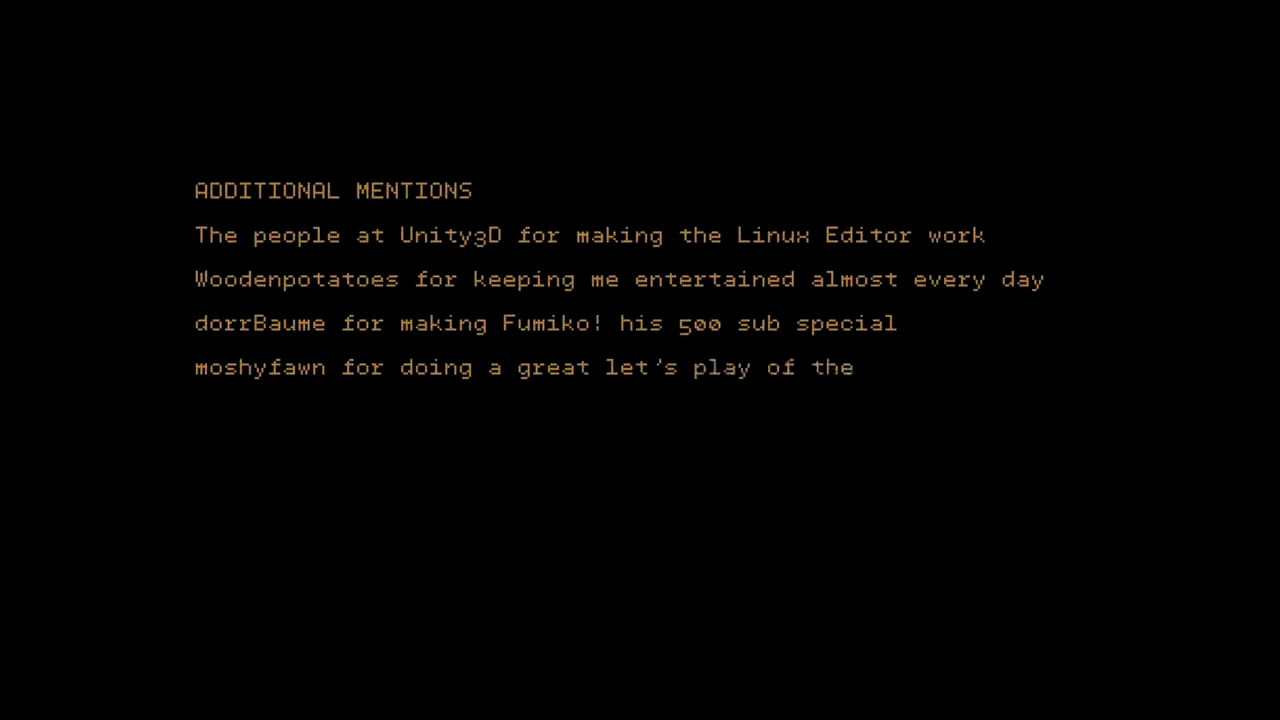 ADDITIONAL MENTIONS
The people at Unity3D for making the Linux Editor work
Woodenpotatoes for keeping me entertained almost every day
dorrBaume for making Fumiko! his 500 sub special
moshyfawn for doing a great let's play of the